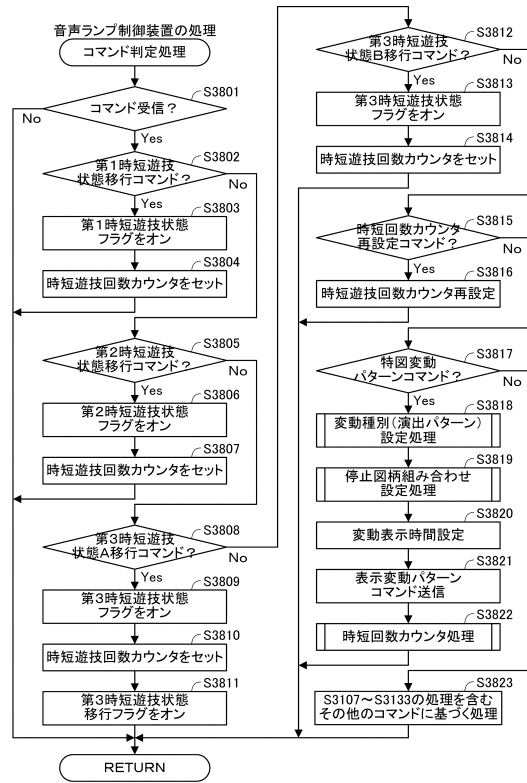 音声ランプ制御装置の処理
コマンド判定処理
S3801
コマンド受信？
No
Yes
S3802
第1時短遊技
状態移行コマンド？
No
Yes
S3803
第1時短遊技状態
フラグをオン
S3804
時短遊技回数カウンタをセット
S3805
第2時短遊技
状態移行コマンド？
No
Yes
S3806
第2時短遊技状態
フラグをオン
S3807
時短遊技回数カウンタをセット
S3808
第3時短遊技
状態A移行コマンド？
No
Yes
S3809
第3時短遊技状態
フラグをオン
S3810
時短遊技回数カウンタをセット
S3811
第3時短遊技状態
移行フラグをオン
RETURN
S3812
第3時短遊技
状態B移行コマンド？
No
Yes
S3813
第3時短遊技状態
フラグをオン
S3814
時短遊技回数カウンタをセット
S3815
時短回数カウンタ
再設定コマンド？
No
Yes
S3816
時短遊技回数カウンタ再設定
S3817
特図変動
パターンコマンド？
No
Yes
S3818
変動種別（演出パターン）
設定処理
S3819
停止図柄組み合わせ
設定処理
S3820
変動表示時間設定
S3821
表示変動パターン
コマンド送信
S3822
時短回数カウンタ処理
S3823
S3107～S3133の処理を含む
その他のコマンドに基づく処理